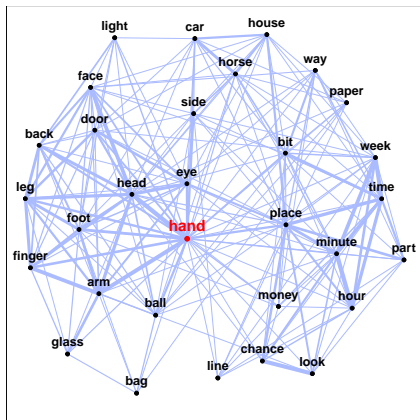 light
car
house
way
horse
face
paper
side
door
back
bit
week
eye
head
leg
time
place
foot
hand
minute
part
finger
arm
ball
money
hour
glass
chance
line
look
bag